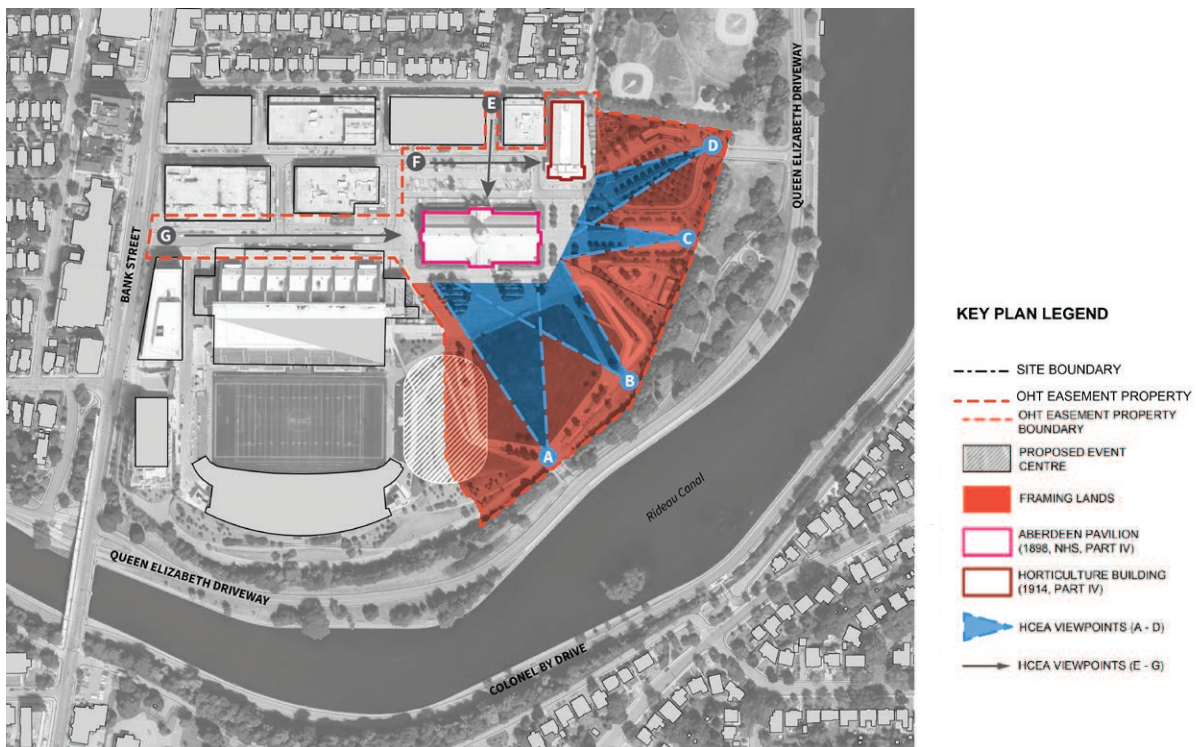 QUEEN ELIZABETH DRIVEWAY
E
D
F
C
G
BANK STREET
B
A
Rideau Canal
QUEEN ELIZABETH DRIVEWAY
COLONEL BY DRIVE
KEY PLAN LEGEND
SITE BOUNDARY
OHT EASEMENT PROPERTY
OHT EASEMENT PROPERTY
BOUNDARY
PROPOSED EVENT
CENTRE
FRAMING LANDS
ABERDEEN PAVILION
(1898, NHS, PART IV)
HORTICULTURE BUILDING
(1914, PART IV)
HCEA VIEWPOINTS (A - D)
HCEA VIEWPOINTS (E - G)